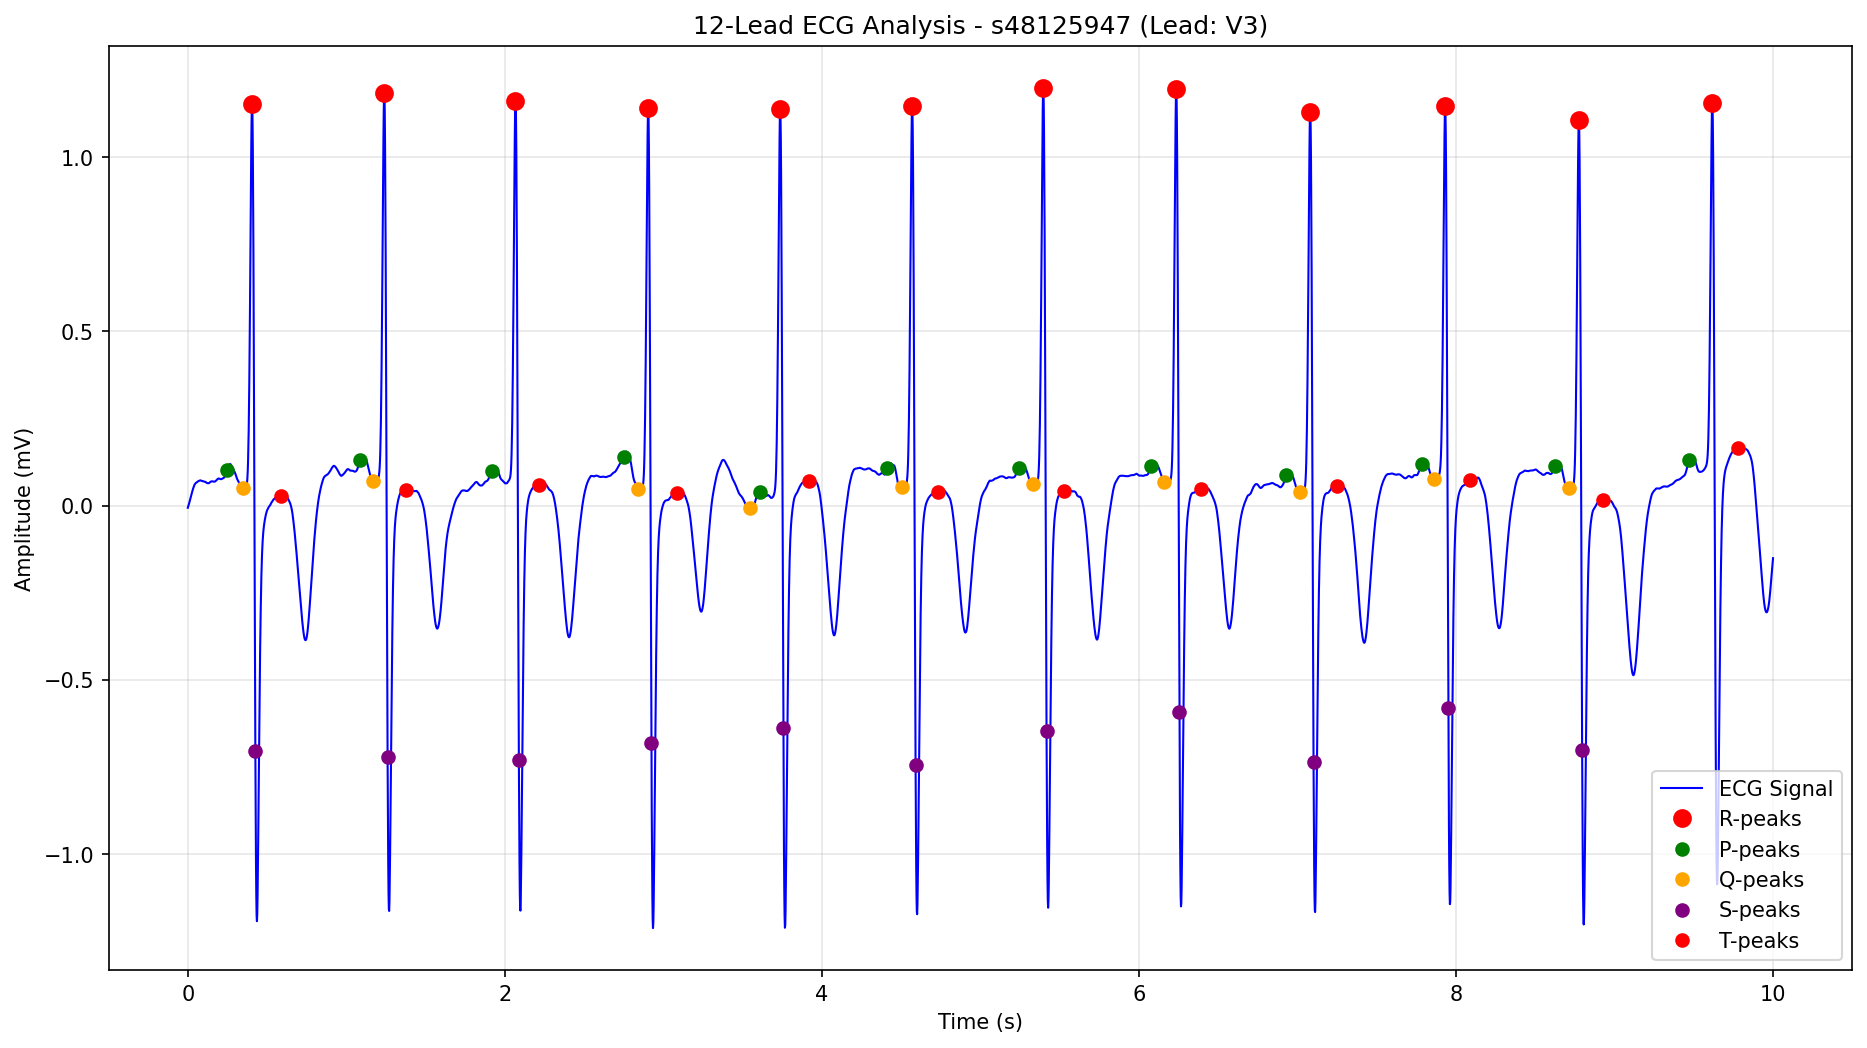 12-Lead ECG Analysis - s48125947 (Lead: V3)
Amplitude (mV)
1.0
0.5
0.0
−0.5
−1.0
0 2 4 6 8 10
Time (s)
ECG Signal
R-peaks
P-peaks
Q-peaks
S-peaks
T-peaks